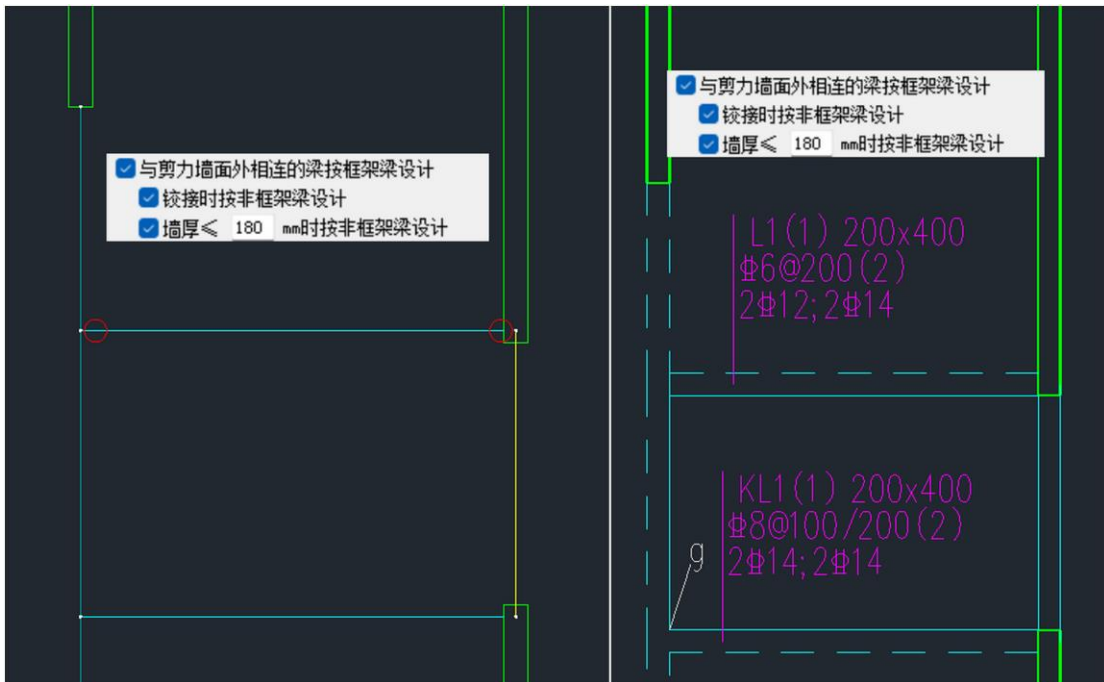 与剪力墙面外相连的梁按框架梁设计
铰接时按非框架梁设计
墙厚≤ 180 mm时按非框架梁设计
与剪力墙面外相连的梁按框架梁设计
铰接时按非框架梁设计
墙厚≤ 180 mm时按非框架梁设计
L1(1) 200x400
⌽6@200(2)
2⌽12;2⌽14
KL1(1) 200x400
⌽8@100/200(2)
2⌽14;2⌽14
g